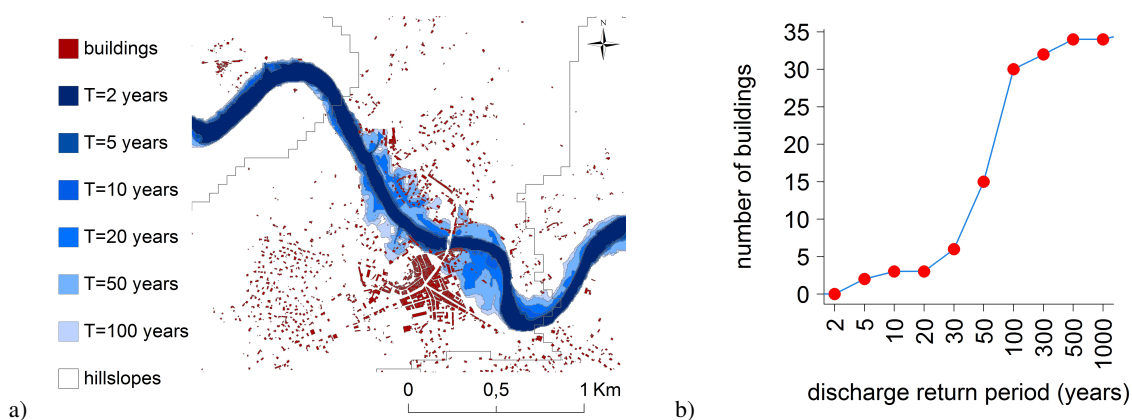 buildings
T=2 years
T=5 years
T=10 years
T=20 years
T=50 years
T=100 years
hillslopes
N
0 0,5 1 Km
a)
number of buildings
35
30
25
20
15
10
5
0
2 5 10 20 30 50 100 300 500 1000
discharge return period (years)
b)